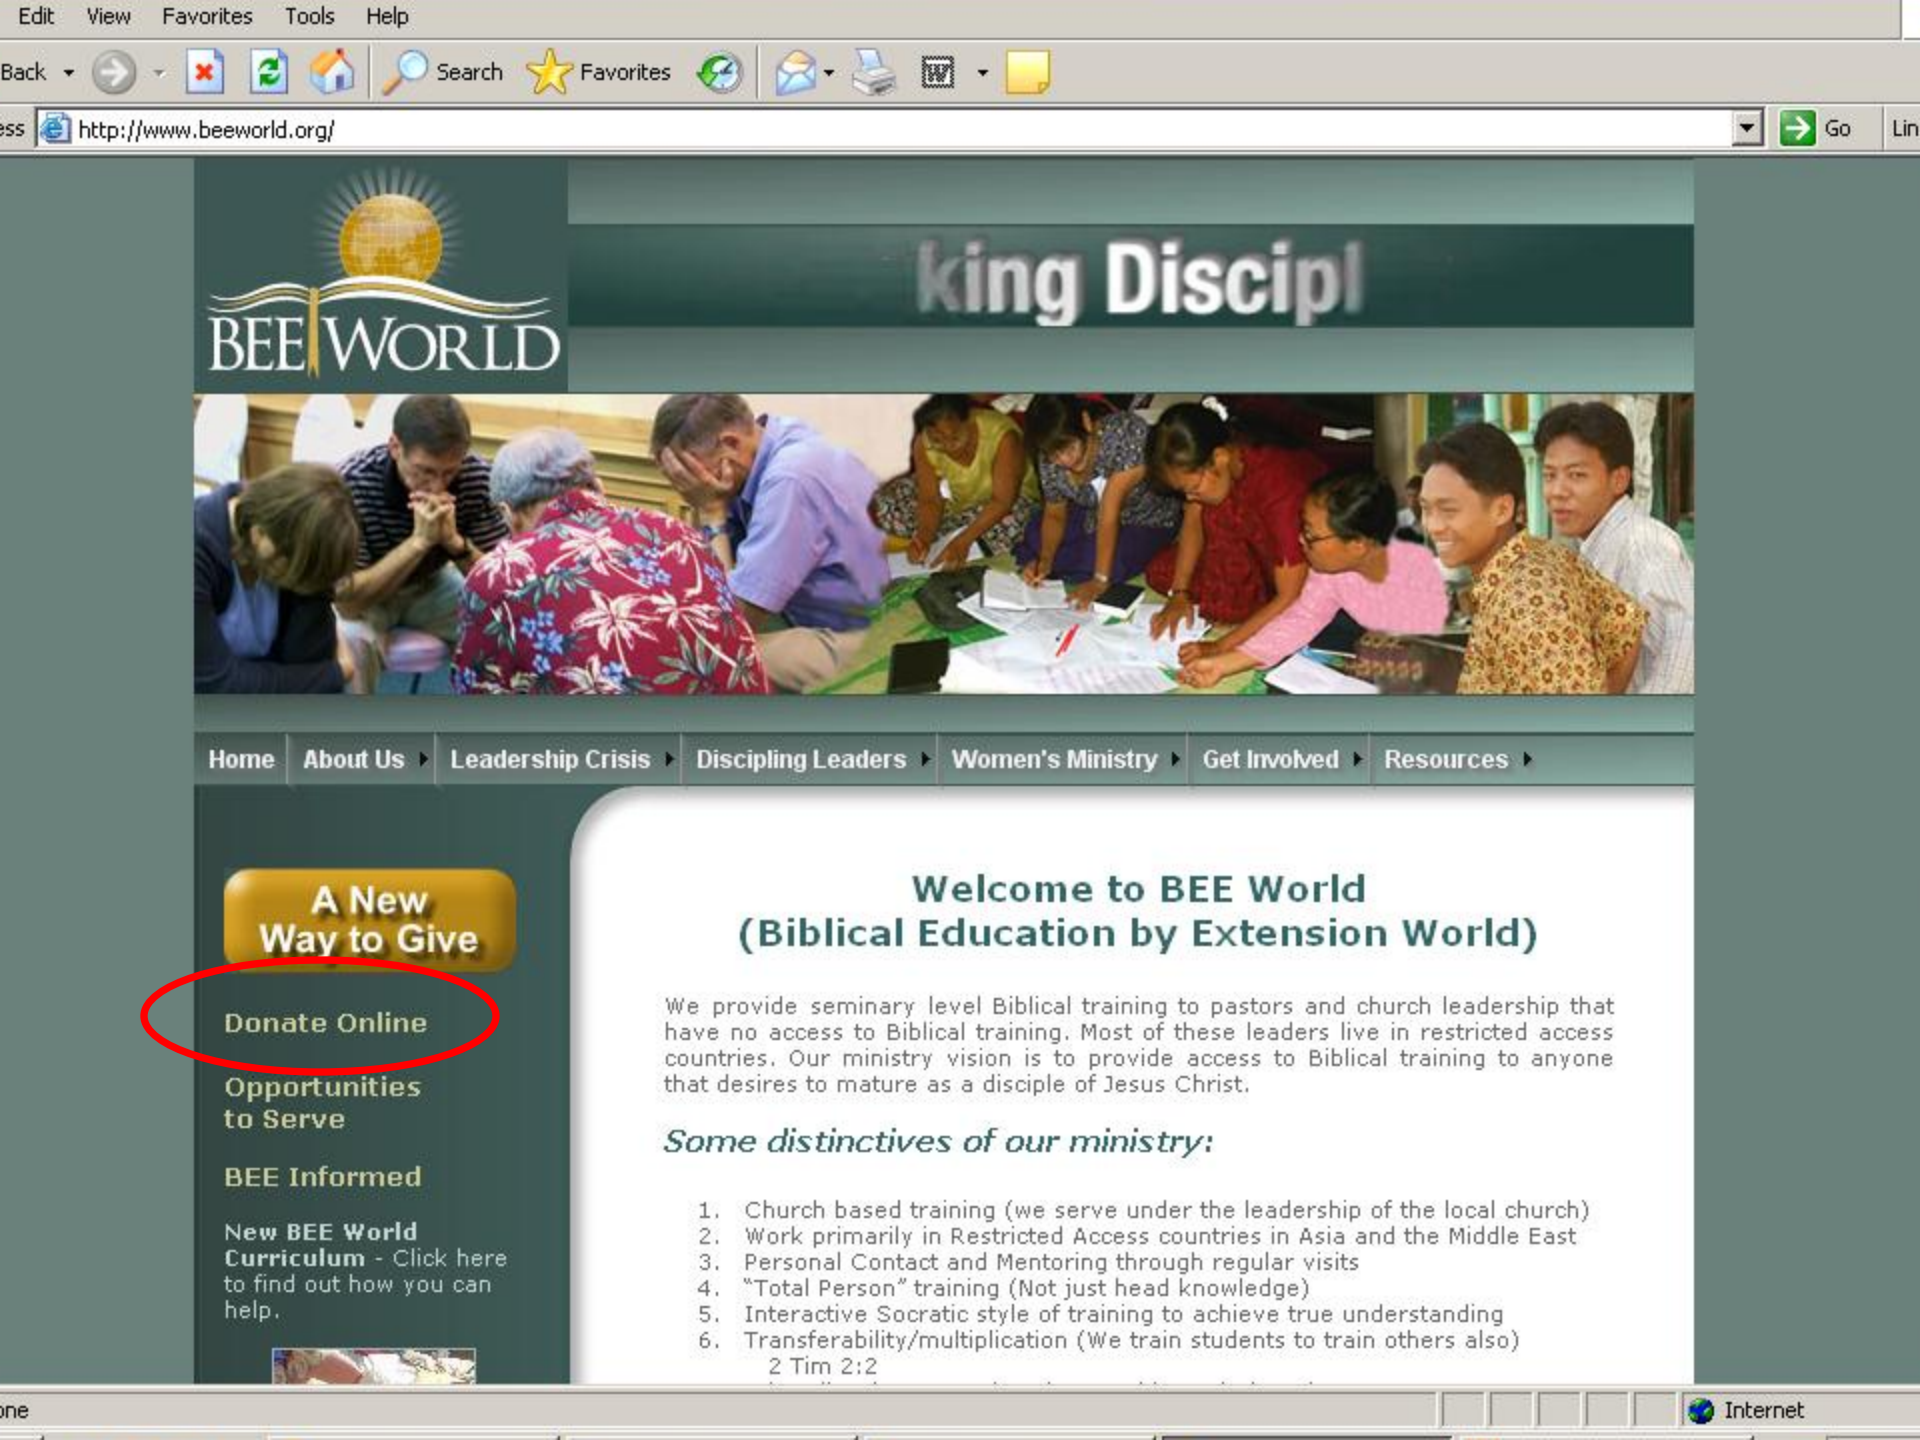 Edit View Favorites Tools Help
Back Search Favorites
http://www.beeworld.org/ Go
BEE WORLD
king Discipl
Home About Us Leadership Crisis Discipling Leaders Women's Ministry Get Involved Resources
A New
Way to Give
Donate Online
Opportunities
to Serve
BEE Informed
New BEE World
Curriculum - Click here
to find out how you can
help.
Welcome to BEE World
(Biblical Education by Extension World)
We provide seminary level Biblical training to pastors and church leadership that
have no access to Biblical training. Most of these leaders live in restricted access
countries. Our ministry vision is to provide access to Biblical training to anyone
that desires to mature as a disciple of Jesus Christ.
Some distinctives of our ministry:
1. Church based training (we serve under the leadership of the local church)
2. Work primarily in Restricted Access countries in Asia and the Middle East
3. Personal Contact and Mentoring through regular visits
4. “Total Person” training (Not just head knowledge)
5. Interactive Socratic style of training to achieve true understanding
6. Transferability/multiplication (We train students to train others also)
2 Tim 2:2
Internet